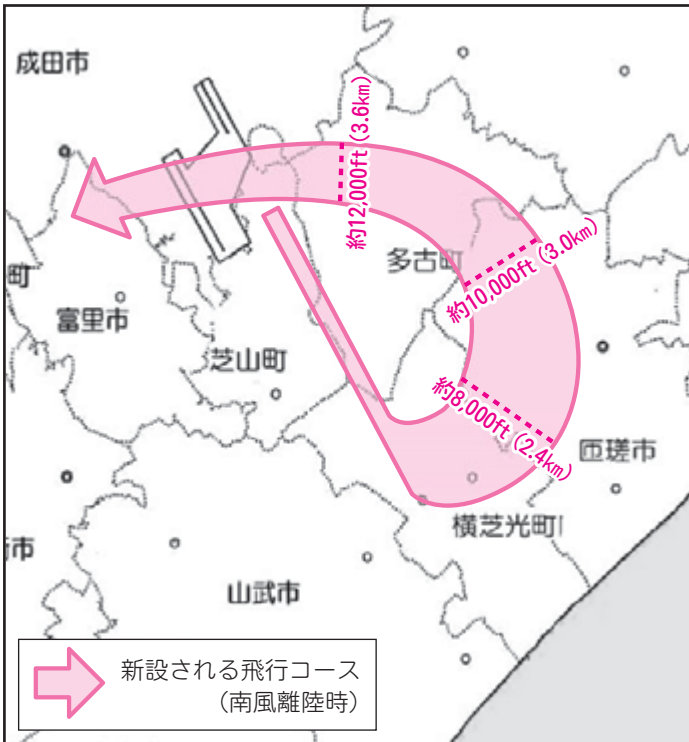 成田市
約12,000ft (3.6km)
多古町
約10,000ft (3.0km)
町
富里市
芝山町
約8,000ft (2.4km)
匝瑳市
横芝光町
市
山武市
新設される飛行コース
(南風離陸時)